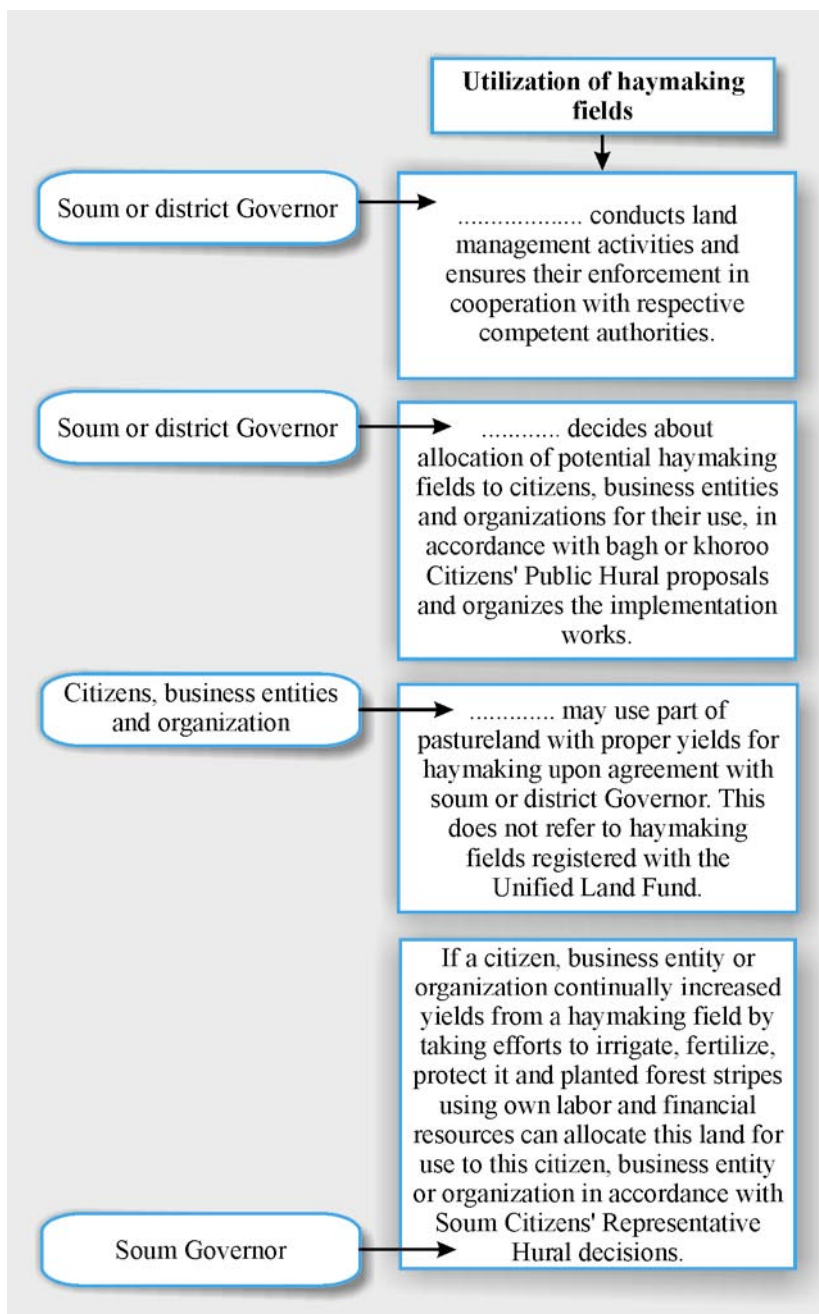 Utilization of haymaking
fields
Soum or district Governor
................... conducts land
management activities and
ensures their enforcement in
cooperation with respective
competent authorities.
Soum or district Governor
............ decides about
allocation of potential haymaking
fields to citizens, business entities
and organizations for their use, in
accordance with bagh or khoroo
Citizens' Public Hural proposals
and organizes the implementation
works.
Citizens, business entities
and organization
............. may use part of
pastureland with proper yields for
haymaking upon agreement with
soum or district Governor. This
does not refer to haymaking
fields registered with the
Unified Land Fund.
If a citizen, business entity or
organization continually increased
yields from a haymaking field by
taking efforts to irrigate, fertilize,
protect it and planted forest stripes
using own labor and financial
resources can allocate this land for
use to this citizen, business entity
or organization in accordance with
Soum Citizens' Representative
Hural decisions.
Soum Governor